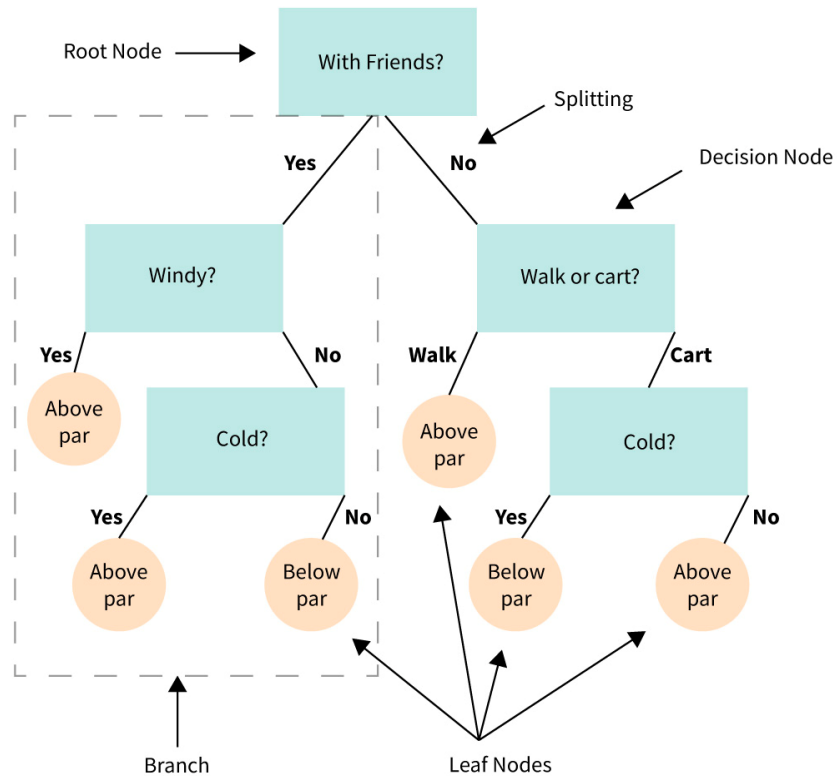 Root Node
With Friends?
Splitting
Decision Node
Yes
No
Windy?
Walk or cart?
Yes
No
Walk
Cart
Above
par
Cold?
Above
par
Cold?
Yes
No
Yes
No
Above
par
Below
par
Below
par
Above
par
Branch
Leaf Nodes